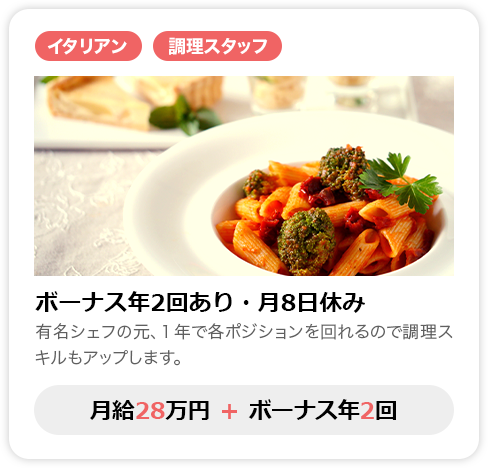 イタリアン 調理スタッフ
ボーナス年2回あり・月8日休み
有名シェフの元、1年で各ポジションを回れるので調理ス
キルもアップします。
月給28万円 + ボーナス年2回